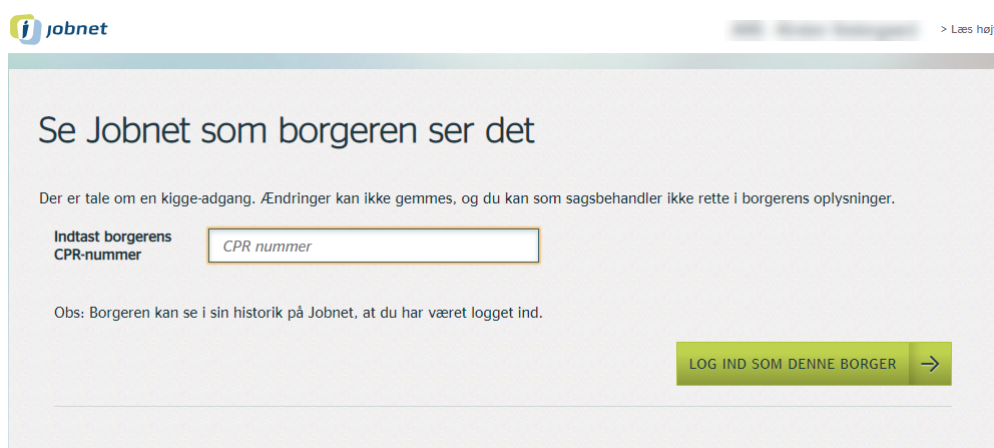 jobnet
> Læs højt
Se Jobnet som borgeren ser det
Der er tale om en kigge-adgang. Ændringer kan ikke gemmes, og du kan som sagsbehandler ikke rette i borgerens oplysninger.
Indtast borgerens
CPR-nummer
CPR nummer
Obs: Borgeren kan se i sin historik på Jobnet, at du har været logget ind.
LOG IND SOM DENNE BORGER